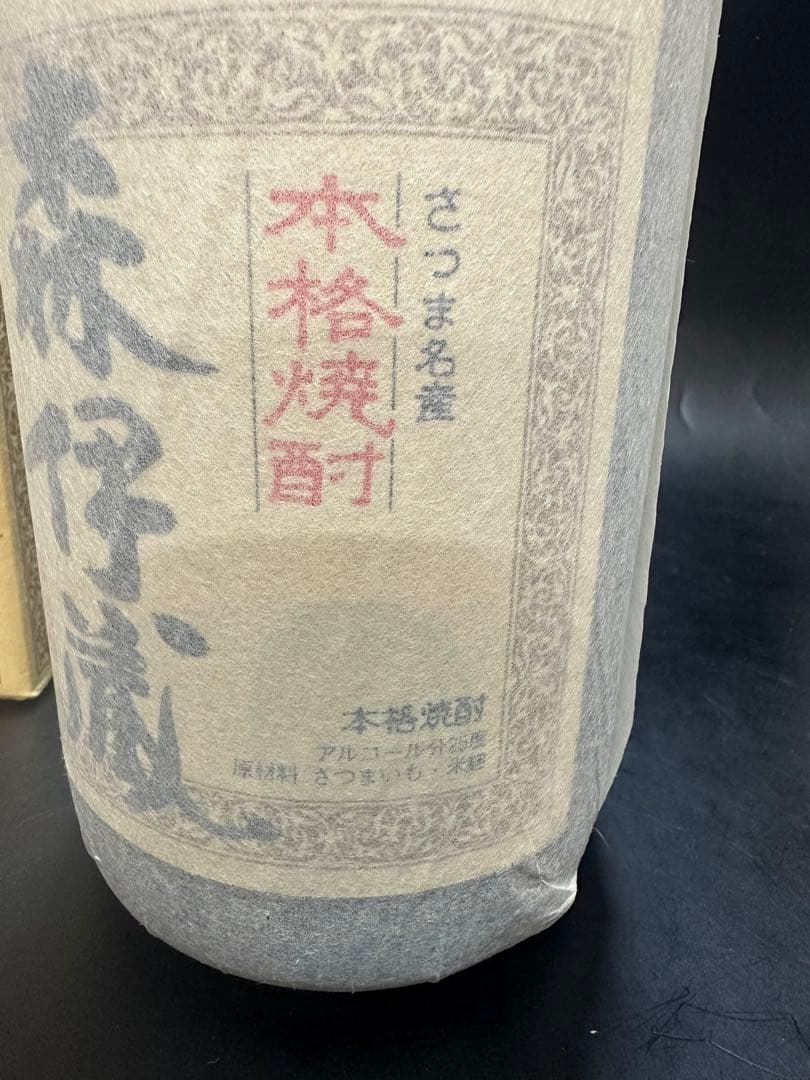 さつま名産
本格焼酎
森伊蔵
本格焼酎
アルコール分25度
原材料 さつまいも・米麹